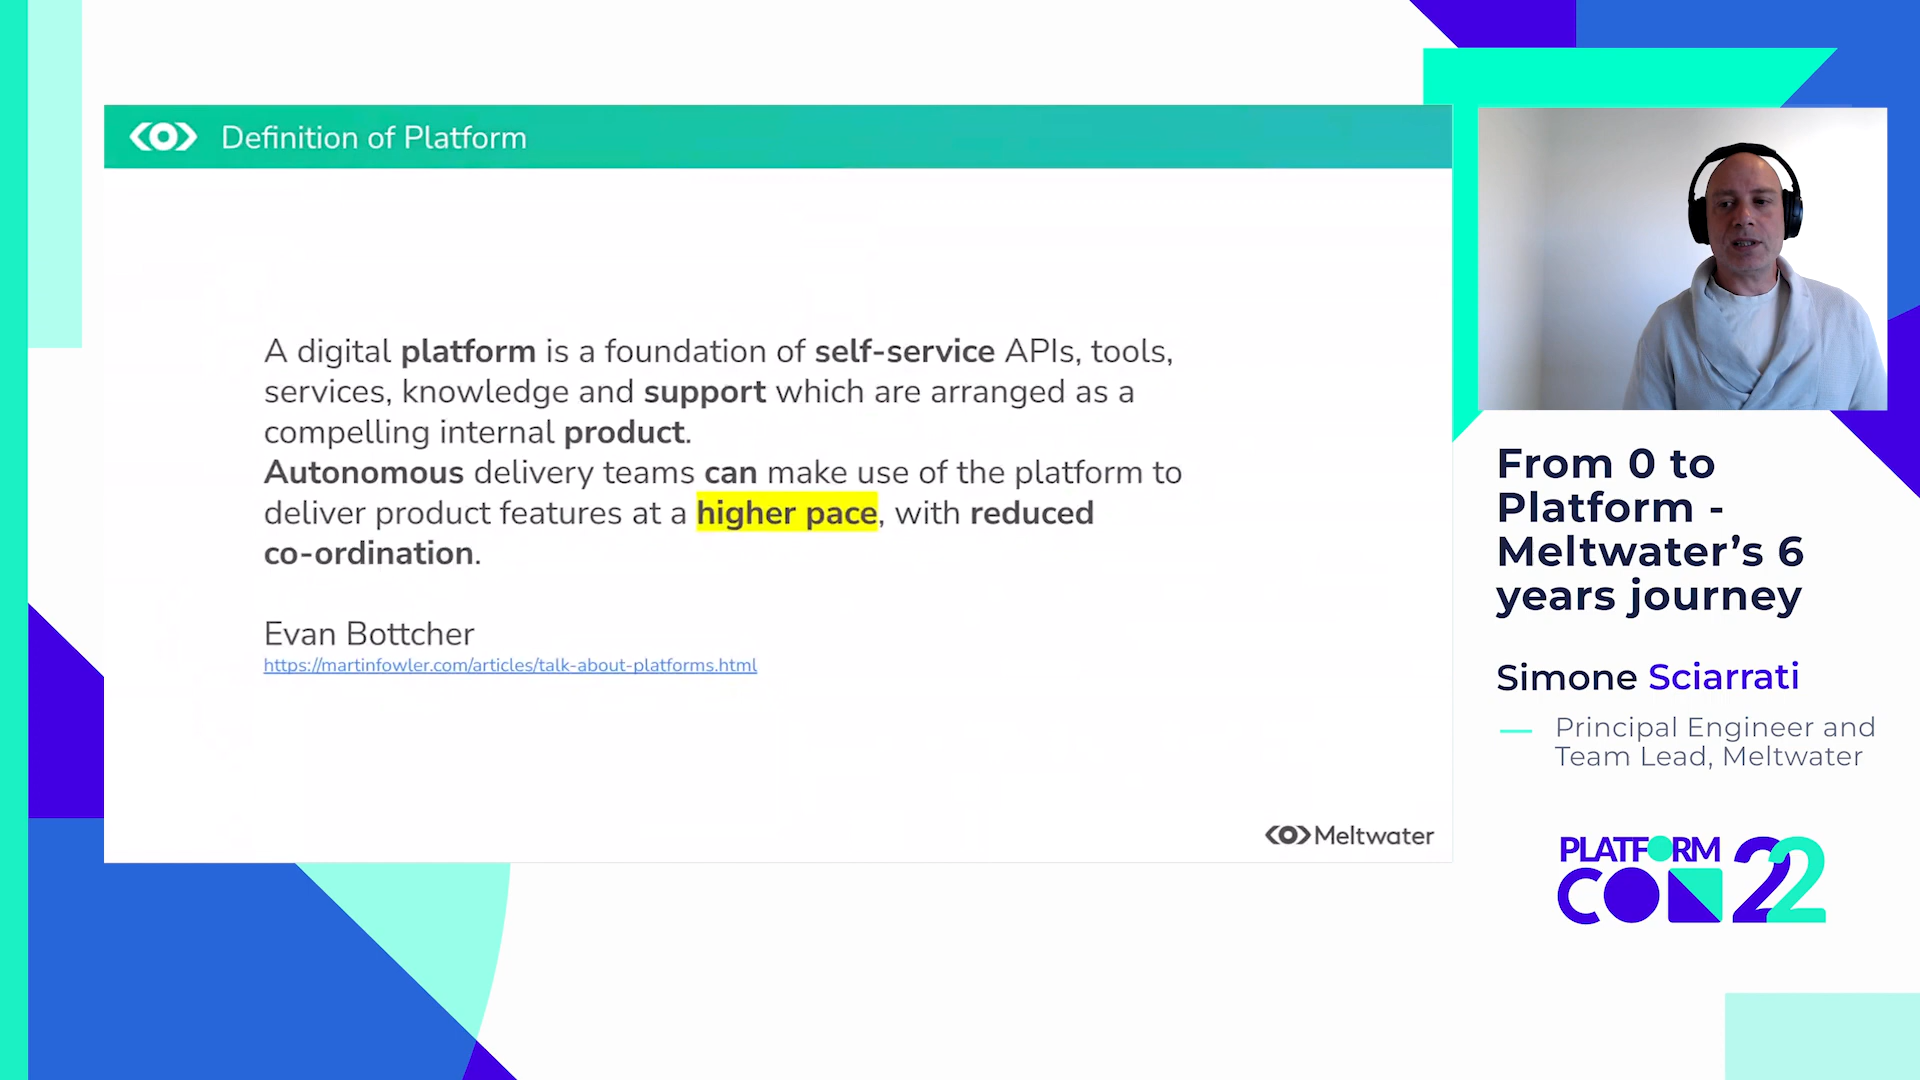 Definition of Platform
A digital platform is a foundation of self-service APIs, tools,
services, knowledge and support which are arranged as a
compelling internal product.
Autonomous delivery teams can make use of the platform to
deliver product features at a higher pace, with reduced
co-ordination.
Evan Bottcher
https://martinfowler.com/articles/talk-about-platforms.html
Meltwater
From 0 to
Platform -
Meltwater’s 6
years journey
Simone Sciarrati
Principal Engineer and
Team Lead, Meltwater
PLATFORM
CON 22